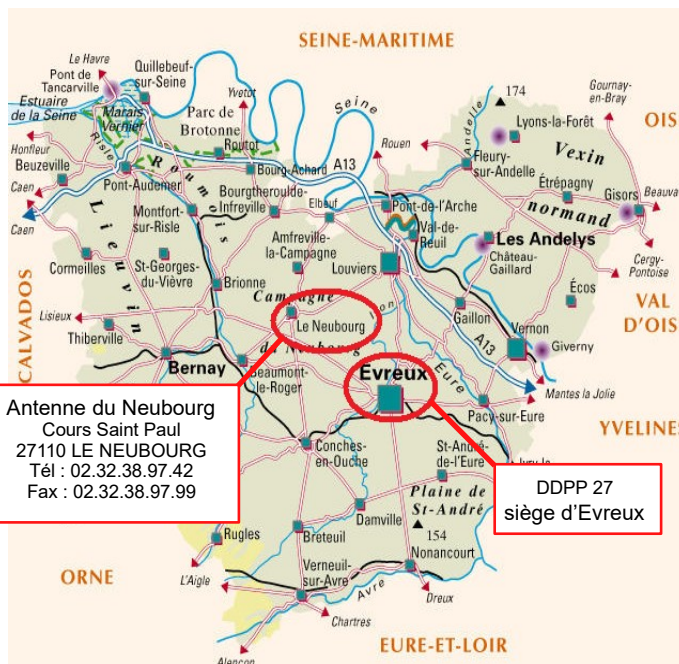 SEINE-MARITIME
Le Havre
Pont de
Tancarville
Quillebeuf-
sur-Seine
Yvetot
Seine
174
Gournay-
en-Bray
Estuaire
de la Seine
Marais
Vernier
Parc de
Brotonne
Andelle
Lyons-la-Forêt
OIS
Honfleur
Risle
Routot
Rouen
Vexin
Beuzeville
Bourg-Achard
A13
Fleury-
sur-Andelle
Caen
Pont-Audemer
Roumois
Bourgtheroulde-
Infreville
Elbeuf
Étrépagny
Gisors
Beauva
Caen
Lieuvin
Montfort-
sur-Risle
Pont-de-l'Arche
normand
Val-de-
Reuil
Amfreville-
la-Campagne
Les Andelys
Cormeilles
St-Georges-
du-Vièvre
Louviers
Château-
Gaillard
Cergy-
Pontoise
Brionne
Campagne
Écos
CALVADOS
Lisieux
Le Neubourg
Iton
Gaillon
VAL
D'OIS
Thiberville
du Neubourg
Vernon
Giverny
Bernay
Beaumont-
le-Roger
Evreux
Eure
A13
Mantes la Jolie
Antenne du Neubourg
Cours Saint Paul
27110 LE NEUBOURG
Tél : 02.32.38.97.42
Fax : 02.32.38.97.99
Pacy-sur-Eure
YVELINES
Conches-
en-Ouche
St-André-
de-l'Eure
DDPP 27
siège d’Evreux
Plaine de
St-André
Damville
154
Rugles
Breteuil
Nonancourt
ORNE
L'Aigle
Verneuil-
sur-Avre
Avre
Dreux
Chartres
Alençon
EURE-ET-LOIR